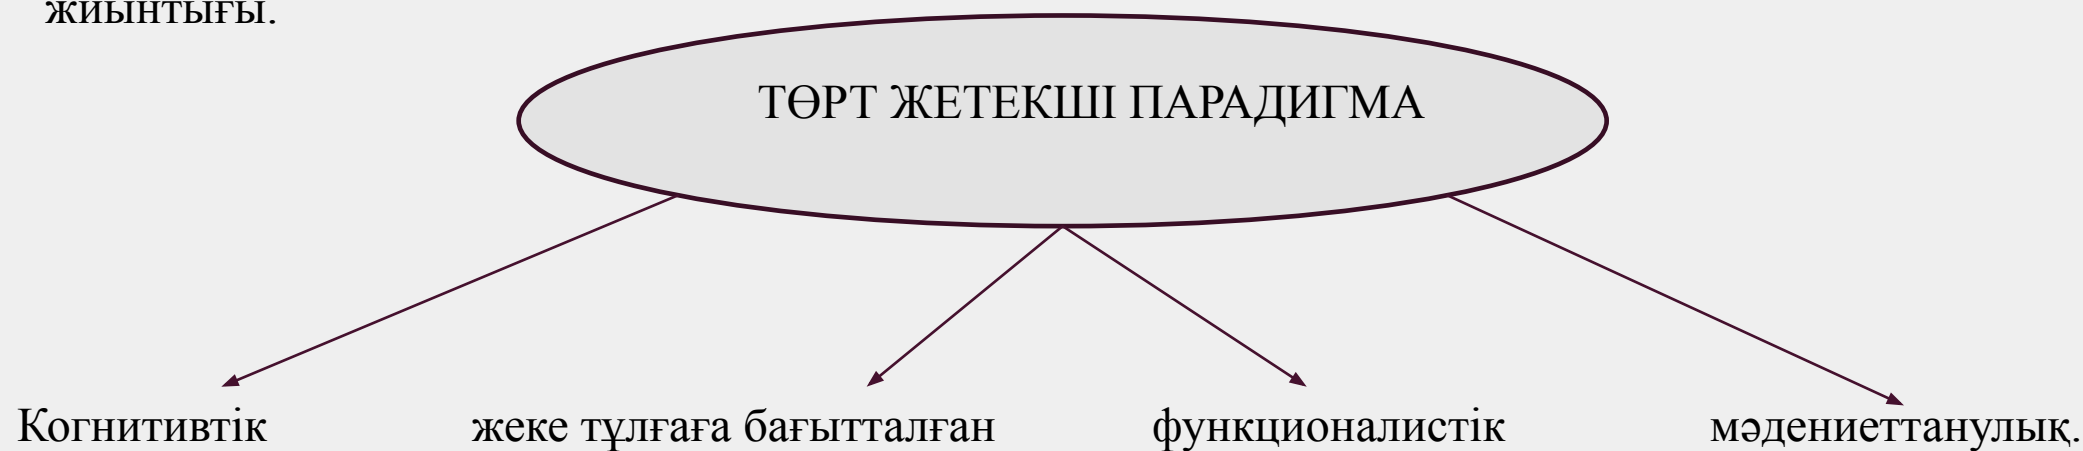 жиынтығы.
ТӨРТ ЖЕТЕКШІ ПАРАДИГМА
Когнитивтік жеке тұлғаға бағытталған функционалистік мәдениеттанулық.